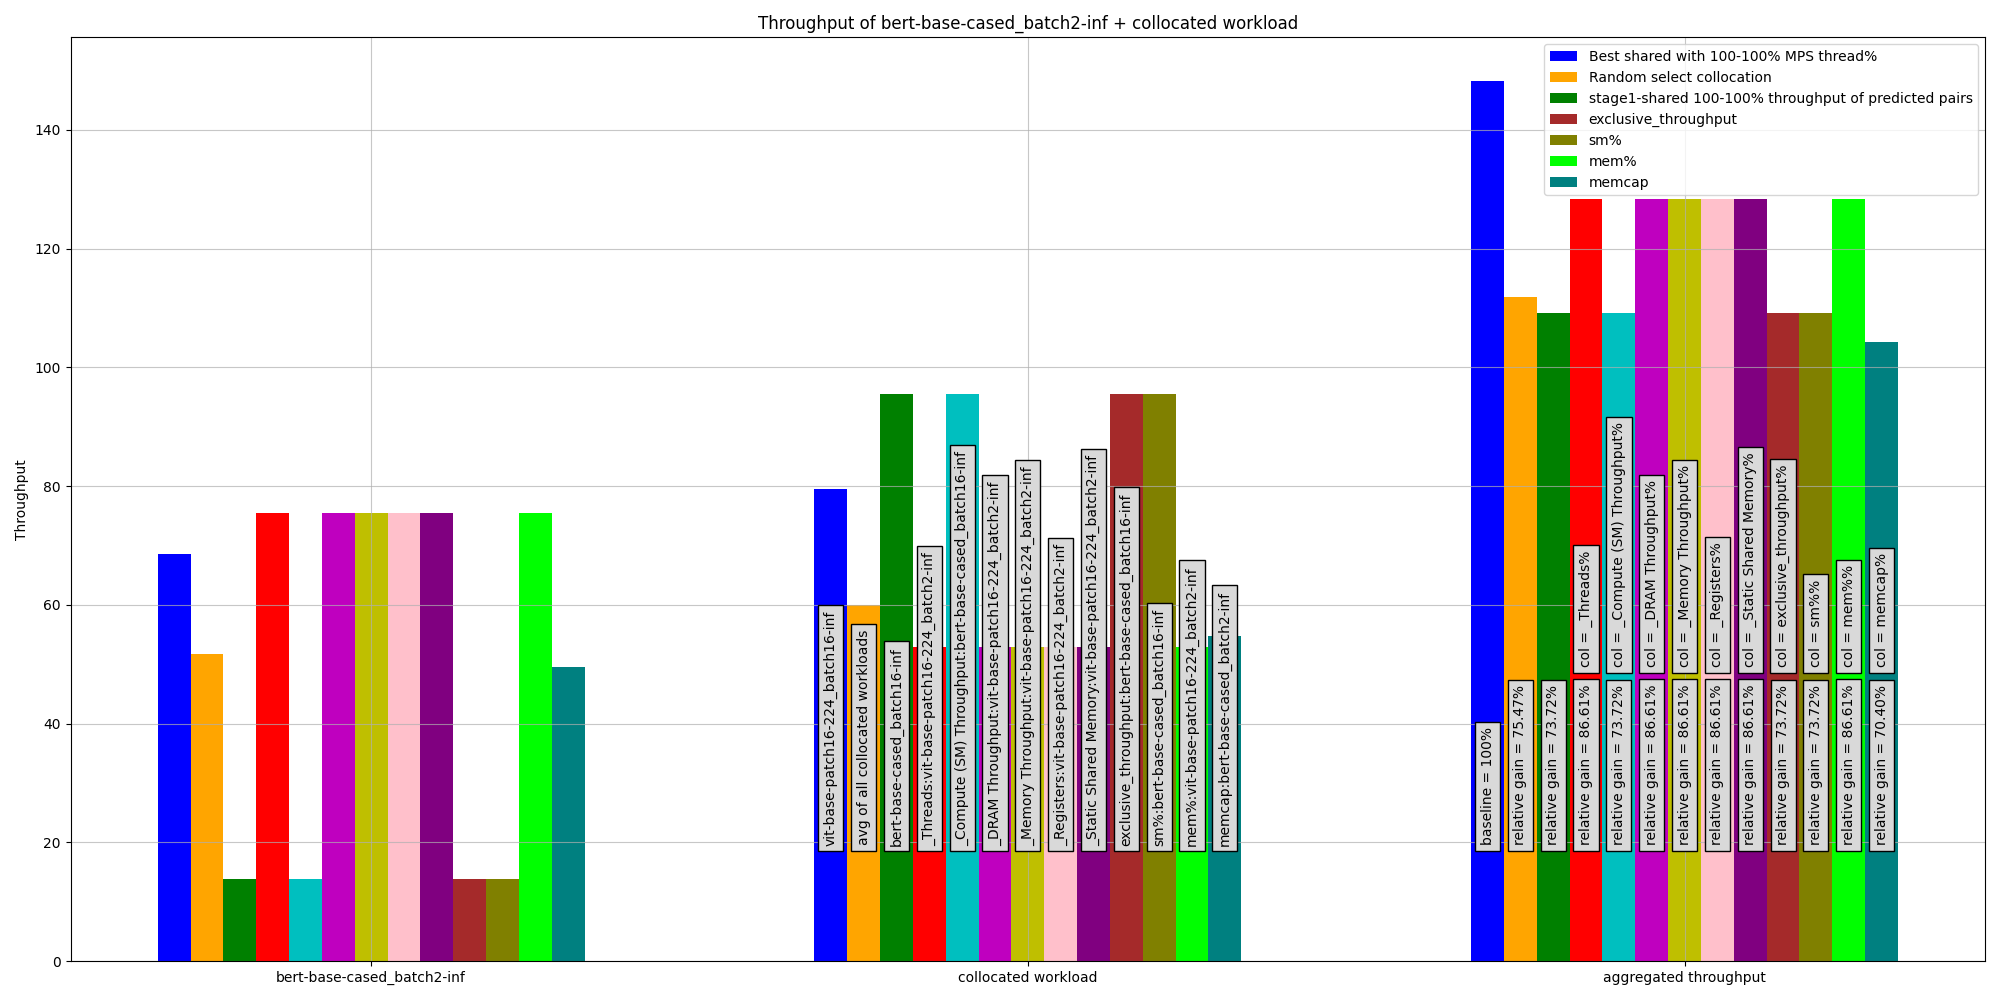 Throughput of bert-base-cased_batch2-inf + collocated workload
Best shared with 100-100% MPS thread%
Random select collocation
stage1-shared 100-100% throughput of predicted pairs
exclusive_throughput
sm%
mem%
memcap
Throughput
140
120
100
80
60
40
20
0
vit-base-patch16-224_batch16-inf
avg of all collocated workloads
bert-base-cased_batch16-inf
_Threads:vit-base-patch16-224_batch2-inf
_Compute (SM) Throughput:bert-base-cased_batch16-inf
_DRAM Throughput:vit-base-patch16-224_batch2-inf
_Memory Throughput:vit-base-patch16-224_batch2-inf
_Registers:vit-base-patch16-224_batch2-inf
_Static Shared Memory:vit-base-patch16-224_batch2-inf
exclusive_throughput:bert-base-cased_batch16-inf
sm%:bert-base-cased_batch16-inf
mem%:vit-base-patch16-224_batch2-inf
memcap:bert-base-cased_batch2-inf
baseline = 100%
relative gain = 75.47%
relative gain = 73.72%
relative gain = 86.61%
col = _Threads%
relative gain = 73.72%
col = _Compute (SM) Throughput%
relative gain = 86.61%
col = _DRAM Throughput%
relative gain = 86.61%
col = _Memory Throughput%
relative gain = 86.61%
col = _Registers%
relative gain = 86.61%
col = _Static Shared Memory%
relative gain = 73.72%
col = exclusive_throughput%
relative gain = 73.72%
col = sm%%
relative gain = 86.61%
col = mem%%
relative gain = 70.40%
col = memcap%
bert-base-cased_batch2-inf
collocated workload
aggregated throughput